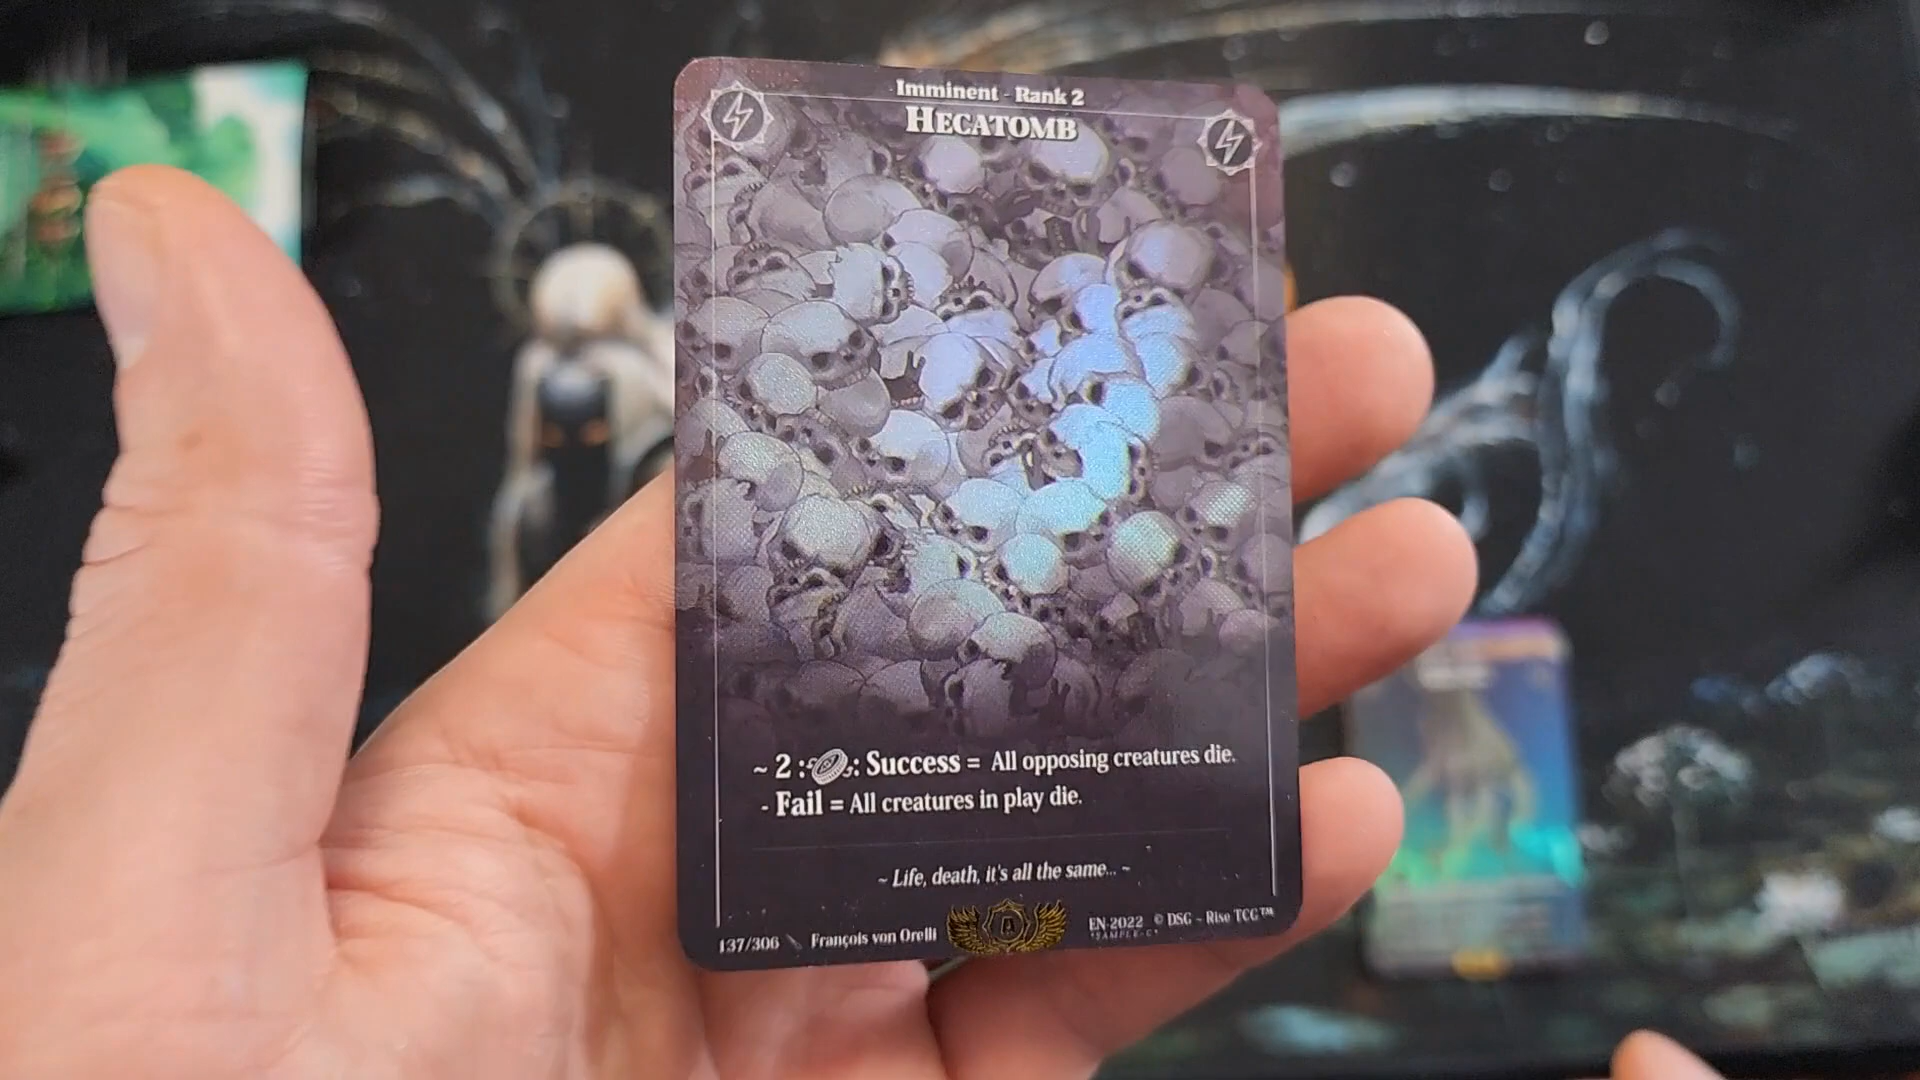 Imminent - Rank 2
HECATOMB
~ 2 : : Success = All opposing creatures die.
- Fail = All creatures in play die.
~ Life, death, it's all the same... ~
137/306 François von Orelli EN-2022 © DSG ~ Rise TCG™
*SAMPLE-C*